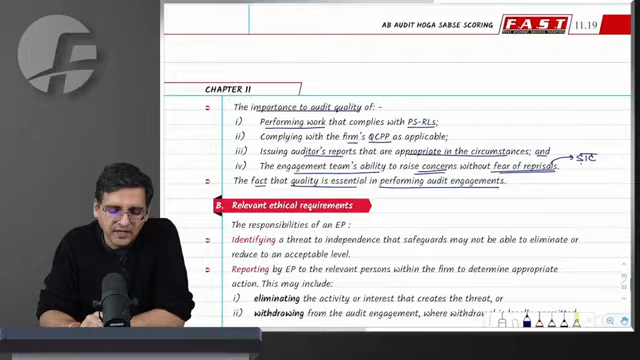 AB AUDIT HOGA SABSE SCORING
F.A.S.T
11.19
CHAPTER 11
The importance to audit quality of: -
i) Performing work that complies with PS-RLs;
ii) Complying with the firm's QCPP as applicable;
iii) Issuing auditor's reports that are appropriate in the circumstances; and
iv) The engagement team's ability to raise concerns without fear of reprisals.
The fact that quality is essential in performing audit engagements.
B. Relevant ethical requirements
The responsibilities of an EP :
Identifying a threat to independence that safeguards may not be able to eliminate or
reduce to an acceptable level.
Reporting by EP to the relevant persons within the firm to determine appropriate
action. This may include:
i) eliminating the activity or interest that creates the threat, or
ii) withdrawing from the audit engagement, where withdrawal is legally permitted